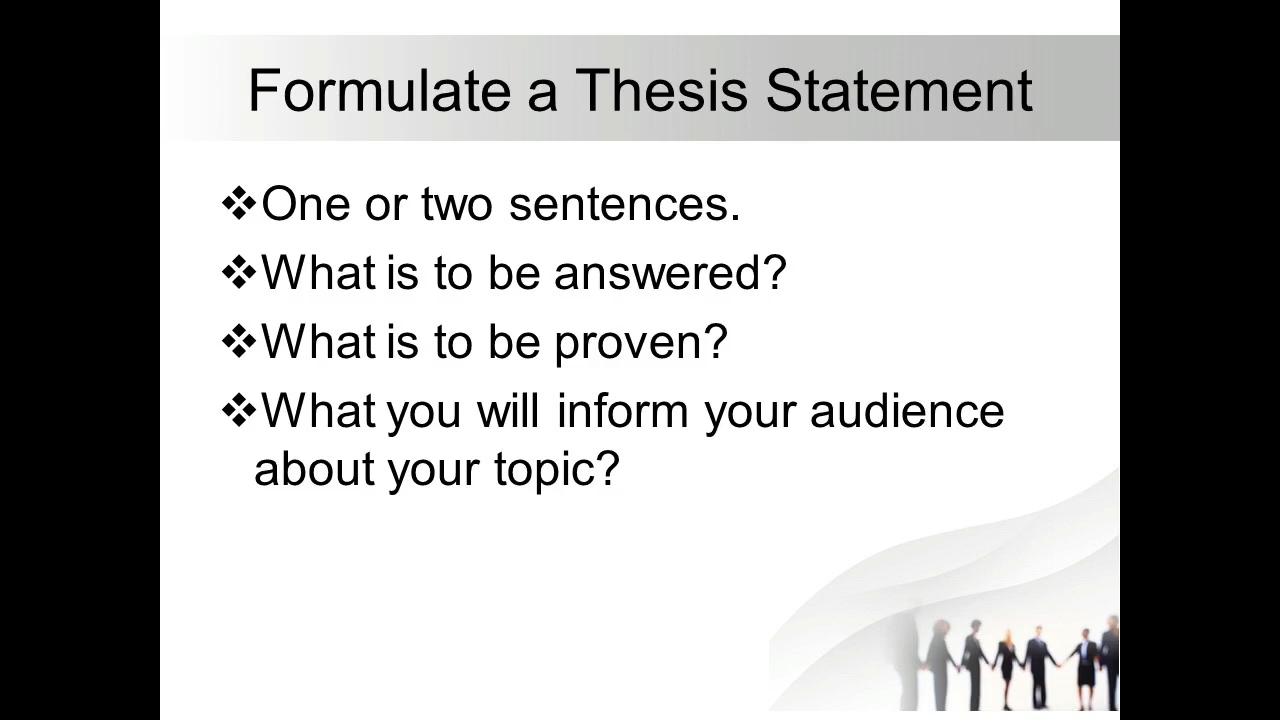 Formulate a Thesis Statement
❖One or two sentences.
❖What is to be answered?
❖What is to be proven?
❖What you will inform your audience
about your topic?